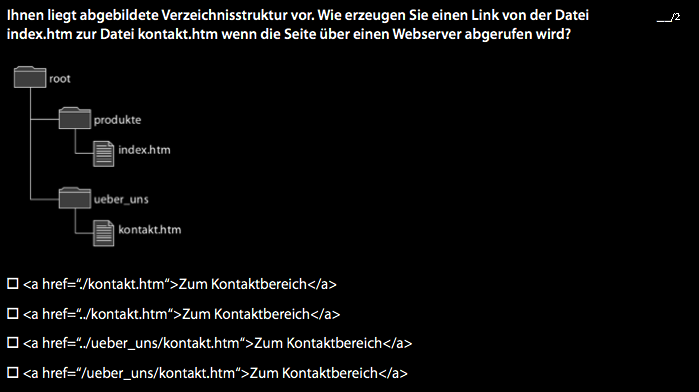 Ihnen liegt abgebildete Verzeichnisstruktur vor. Wie erzeugen Sie einen Link von der Datei
__/2
index.htm zur Datei kontakt.htm wenn die Seite über einen Webserver abgerufen wird?
root
produkte
index.htm
ueber_uns
kontakt.htm
☐ <a href=“./kontakt.htm“>Zum Kontaktbereich</a>
☐ <a href=“../kontakt.htm“>Zum Kontaktbereich</a>
☐ <a href=“../ueber_uns/kontakt.htm“>Zum Kontaktbereich</a>
☐ <a href=“/ueber_uns/kontakt.htm“>Zum Kontaktbereich</a>